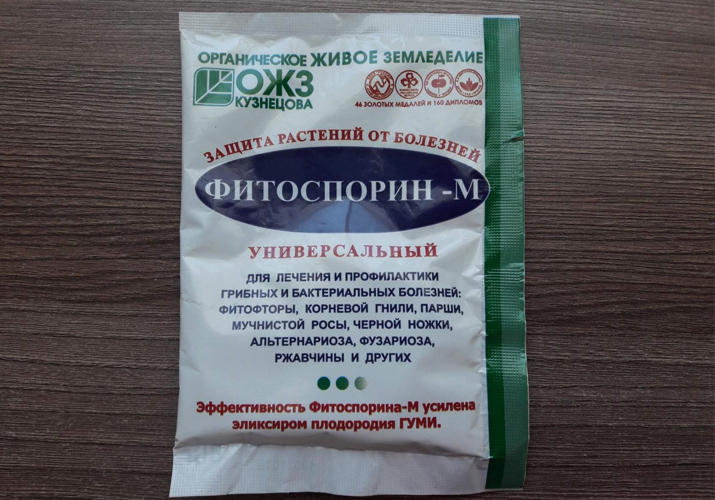 ОРГАНИЧЕСКОЕ ЖИВОЕ ЗЕМЛЕДЕЛИЕ
ОЖЗ
КУЗНЕЦОВА
46 ЗОЛОТЫХ МЕДАЛЕЙ И 160 ДИПЛОМОВ
ЗАЩИТА РАСТЕНИЙ ОТ БОЛЕЗНЕЙ
ФИТОСПОРИН -М
УНИВЕРСАЛЬНЫЙ
ДЛЯ ЛЕЧЕНИЯ И ПРОФИЛАКТИКИ
ГРИБНЫХ И БАКТЕРИАЛЬНЫХ БОЛЕЗНЕЙ:
ФИТОФТОРЫ, КОРНЕВОЙ ГНИЛИ, ПАРШИ,
МУЧНИСТОЙ РОСЫ, ЧЕРНОЙ НОЖКИ,
АЛЬТЕРНАРИОЗА, ФУЗАРИОЗА,
РЖАВЧИНЫ И ДРУГИХ
Эффективность Фитоспорина-М усилена
эликсиром плодородия ГУМИ.